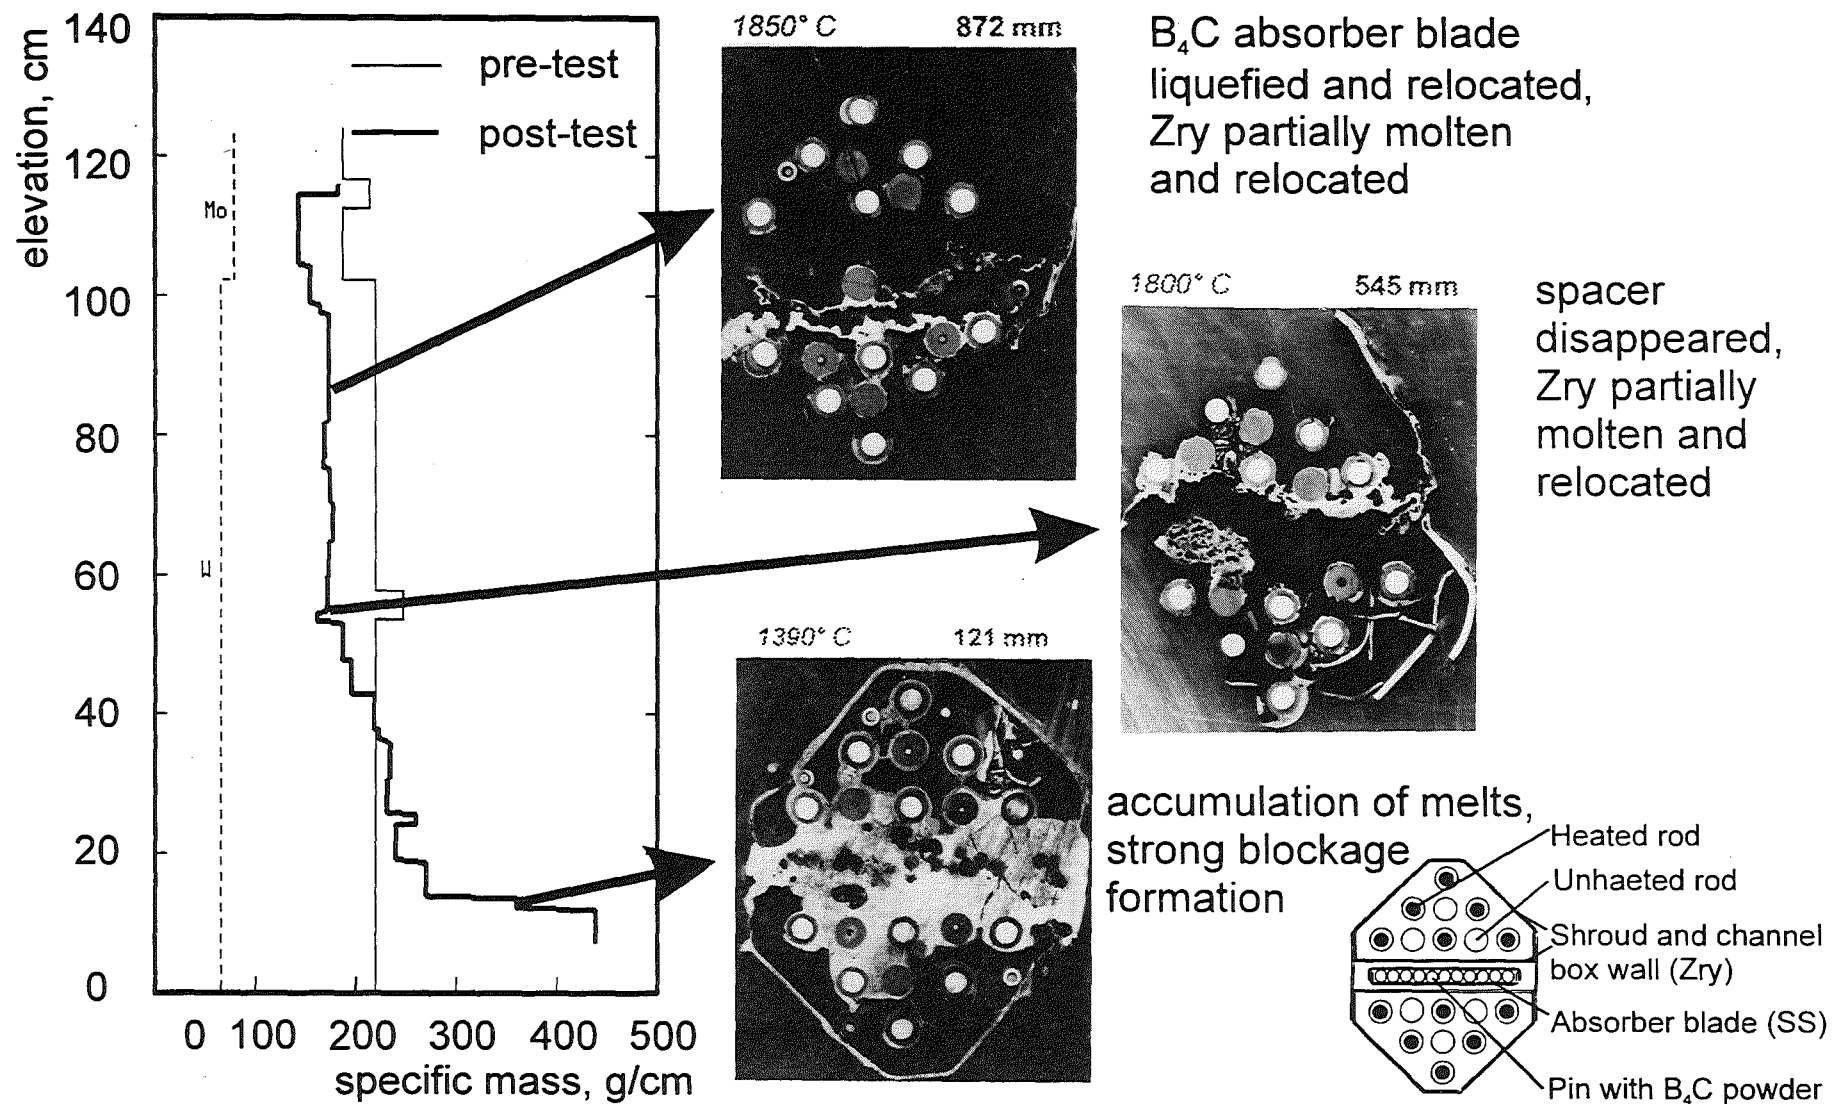 elevation, cm
140
120
100
80
60
40
20
0
0 100 200 300 400 500
specific mass, g/cm
pre-test
post-test
Mo
W
1850° C 872 mm
B₄C absorber blade
liquefied and relocated,
Zry partially molten
and relocated
1800° C 545 mm
spacer
disappeared,
Zry partially
molten and
relocated
1390° C 121 mm
accumulation of melts,
strong blockage
formation
Heated rod
Unhaeted rod
Shroud and channel
box wall (Zry)
Absorber blade (SS)
Pin with B₄C powder